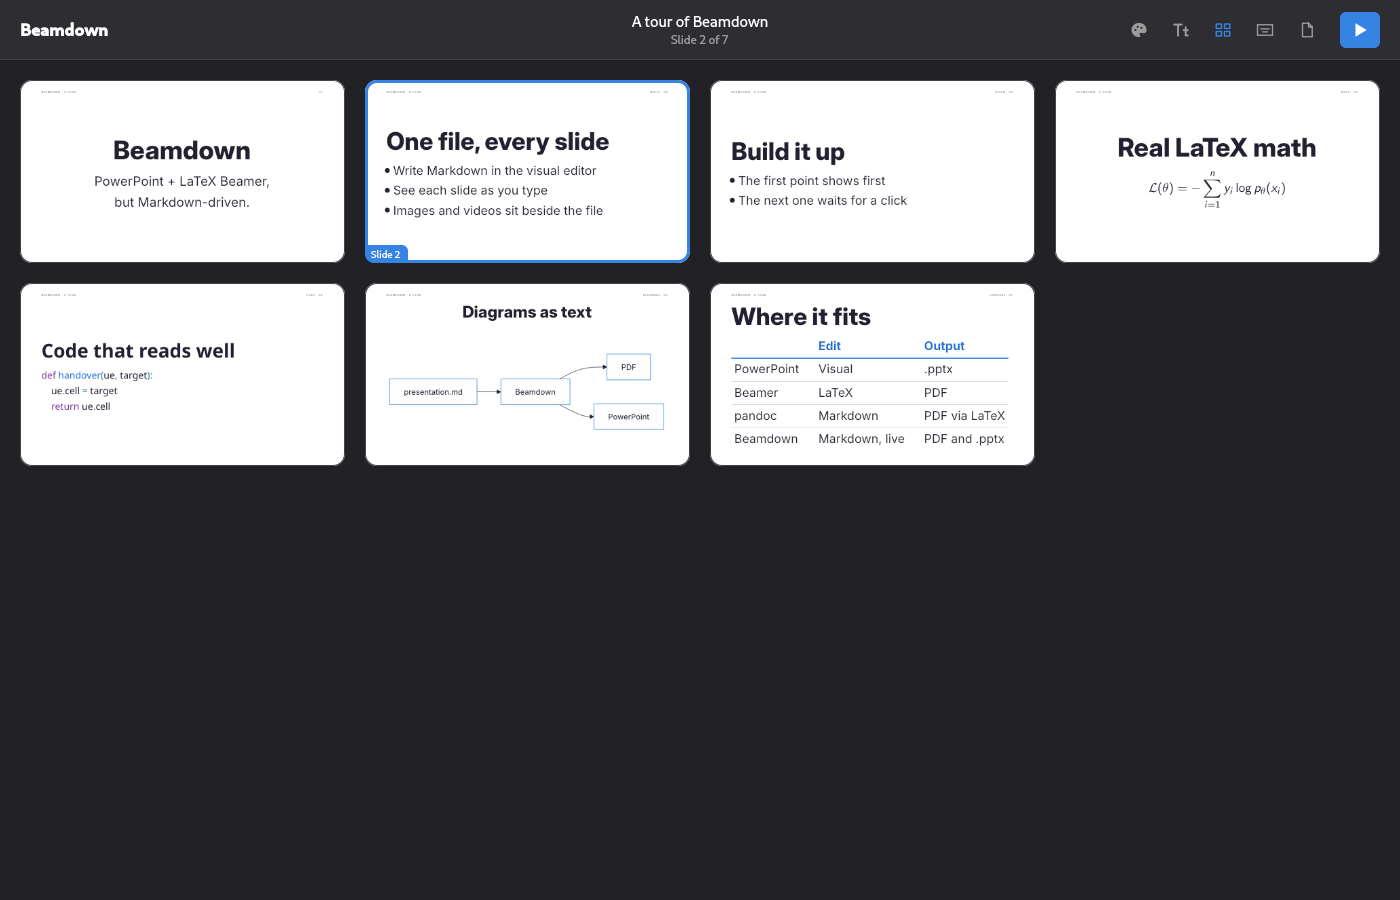 Beamdown
A tour of Beamdown
Slide 2 of 7
Tt
Beamdown
PowerPoint + LaTeX Beamer,
but Markdown-driven.
One file, every slide
• Write Markdown in the visual editor
• See each slide as you type
• Images and videos sit beside the file
Slide 2
Build it up
• The first point shows first
• The next one waits for a click
Real LaTeX math
ℒ(θ) = − ∑ⁿᵢ₌₁ yᵢ log pθ(xᵢ)
Code that reads well
def handover(ue, target):
ue.cell = target
return ue.cell
Diagrams as text
presentation.md
Beamdown
PDF
PowerPoint
Where it fits
Edit Output
PowerPoint Visual .pptx
Beamer LaTeX PDF
pandoc Markdown PDF via LaTeX
Beamdown Markdown, live PDF and .pptx